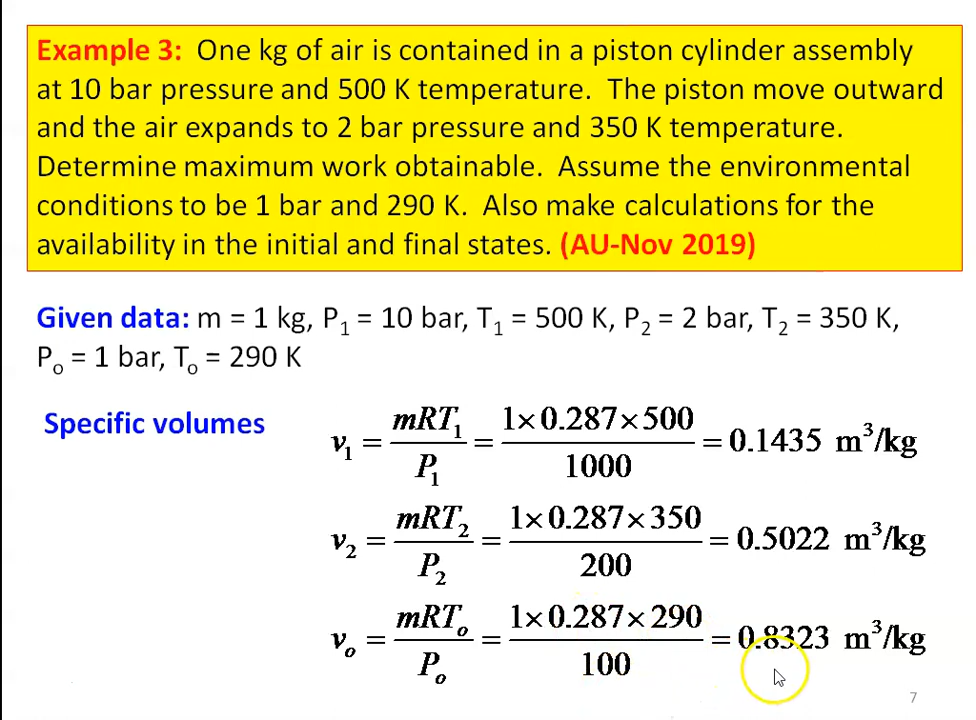 Example 3: One kg of air is contained in a piston cylinder assembly
at 10 bar pressure and 500 K temperature. The piston move outward
and the air expands to 2 bar pressure and 350 K temperature.
Determine maximum work obtainable. Assume the environmental
conditions to be 1 bar and 290 K. Also make calculations for the
availability in the initial and final states. (AU-Nov 2019)
Given data: m = 1 kg, P₁ = 10 bar, T₁ = 500 K, P₂ = 2 bar, T₂ = 350 K,
Pₒ = 1 bar, Tₒ = 290 K
Specific volumes
v₁ = mRT₁/P₁ = 1×0.287×500/1000 = 0.1435 m³/kg
v₂ = mRT₂/P₂ = 1×0.287×350/200 = 0.5022 m³/kg
vₒ = mRTₒ/Pₒ = 1×0.287×290/100 = 0.8323 m³/kg
7